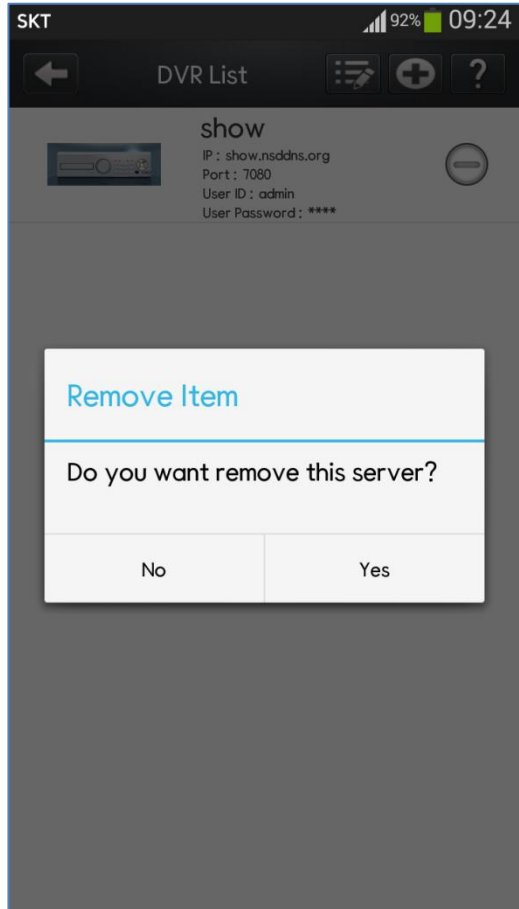 SKT 92% 09:24
DVR List ?
show
IP : show.nsddns.org
Port : 7080
User ID : admin
User Password : ****
Remove Item
Do you want remove this server?
No Yes